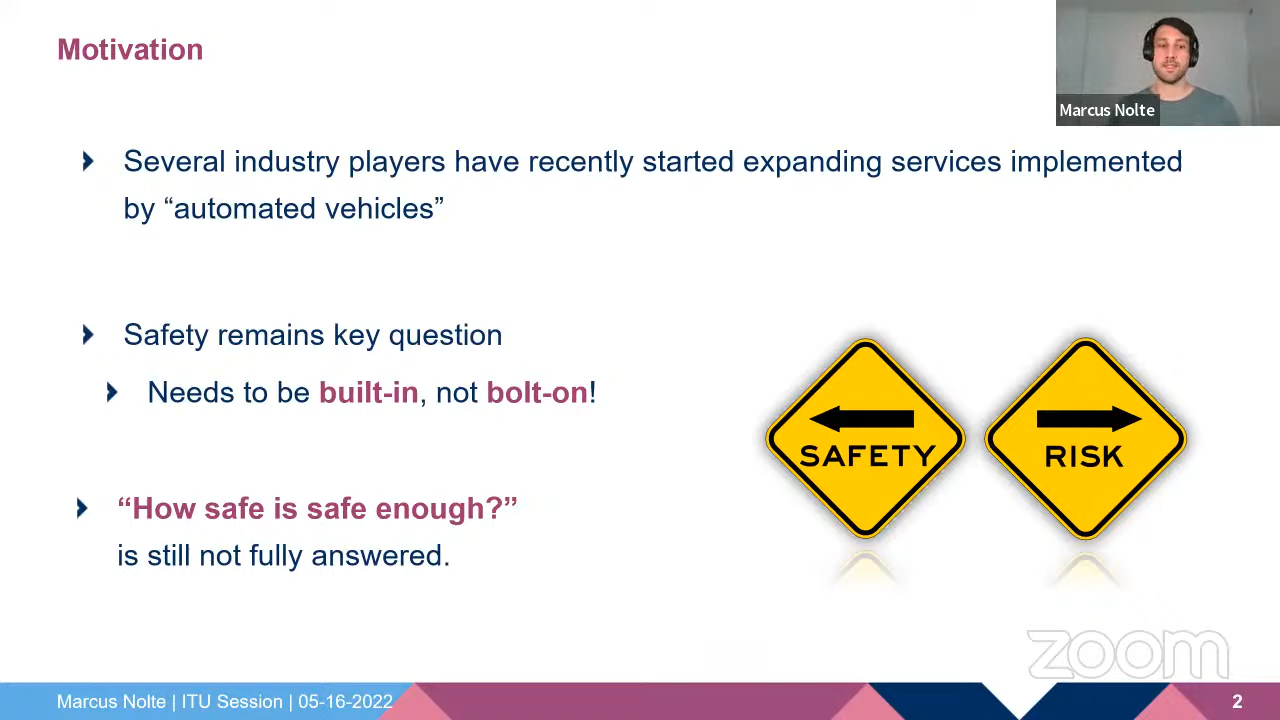 Motivation
Marcus Nolte
Several industry players have recently started expanding services implemented
by “automated vehicles”
Safety remains key question
Needs to be built-in, not bolt-on!
SAFETY
RISK
“How safe is safe enough?”
is still not fully answered.
zoom
Marcus Nolte | ITU Session | 05-16-2022
2